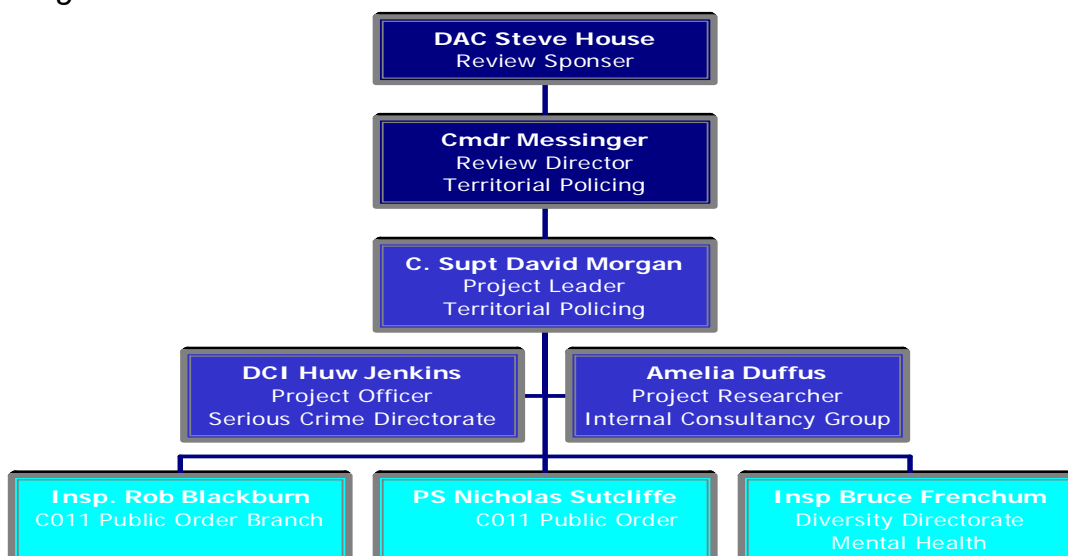 DAC Steve House
Review Sponser
Cmdr Messinger
Review Director
Territorial Policing
C. Supt David Morgan
Project Leader
Territorial Policing
DCI Huw Jenkins
Project Officer
Serious Crime Directorate
Amelia Duffus
Project Researcher
Internal Consultancy Group
Insp. Rob Blackburn
C011 Public Order Branch
PS Nicholas Sutcliffe
C011 Public Order
Insp Bruce Frenchum
Diversity Directorate
Mental Health